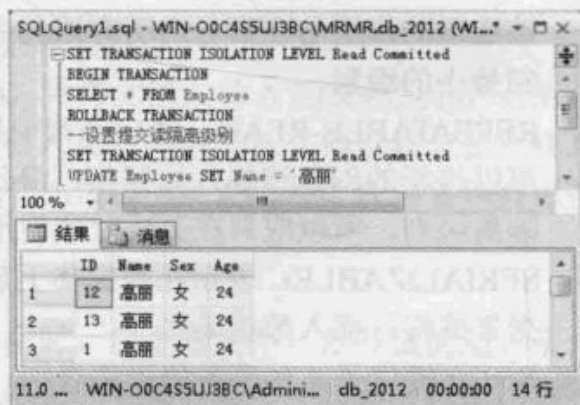 SQLQuery1.sql - WIN-O0C4S5UJ3BC\MRMR.db_2012 (WI...*
SET TRANSACTION ISOLATION LEVEL Read Committed
BEGIN TRANSACTION
SELECT * FROM Employee
ROLLBACK TRANSACTION
--设置提交读隔离级别
SET TRANSACTION ISOLATION LEVEL Read Committed
UPDATE Employee SET Name = '高丽'
100 %
结果 消息
ID Name Sex Age
1 12 高丽 女 24
2 13 高丽 女 24
3 1 高丽 女 24
11.0 ... WIN-O0C4S5UJ3BC\Admini... db_2012 00:00:00 14 行